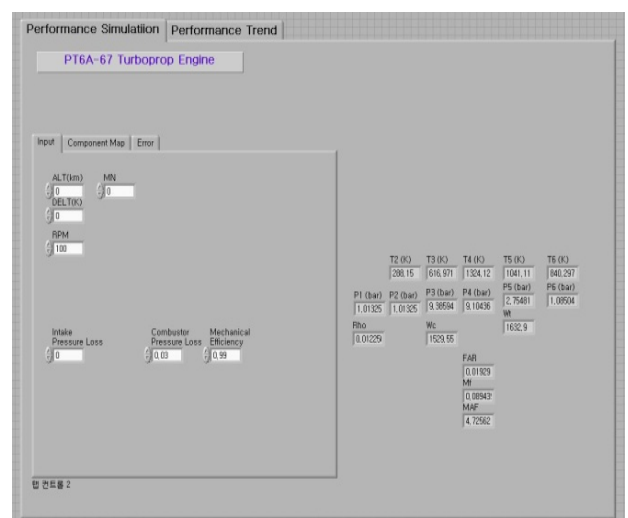 Performance Simulatiion Performance Trend
PT6A-67 Turboprop Engine
Input Component Map Error
ALT(km) MN
0 0
DELT(K)
0
RPM
100
Intake Pressure Loss
0
Combustor Pressure Loss
0,03
Mechanical Efficiency
0,99
탭 컨트롤 2
T2 (K) T3 (K) T4 (K) T5 (K) T6 (K)
288,15 616,971 1324,12 1041,11 840,297
P1 (bar) P2 (bar) P3 (bar) P4 (bar) P5 (bar) P6 (bar)
1,01325 1,01325 9,38594 9,10436 2,75481 1,08504
Rho Wc Wt
0,01225 1529,55 1632,9
FAR
0,01929
Mf
0,08943
MAF
4,72562